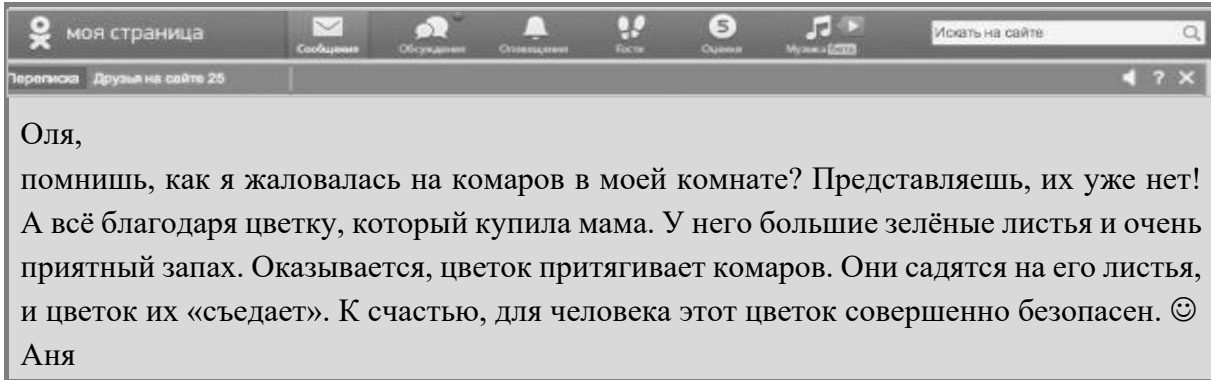 моя страница
Сообщения
Обсуждения
Оповещения
Гости
5
Оценки
Музыка бета
Искать на сайте
Переписка Друзья на сайте 25
? ×
Оля,
помнишь, как я жаловалась на комаров в моей комнате? Представляешь, их уже нет!
А всё благодаря цветку, который купила мама. У него большие зелёные листья и очень
приятный запах. Оказывается, цветок притягивает комаров. Они садятся на его листья,
и цветок их «съедает». К счастью, для человека этот цветок совершенно безопасен. ☺
Аня